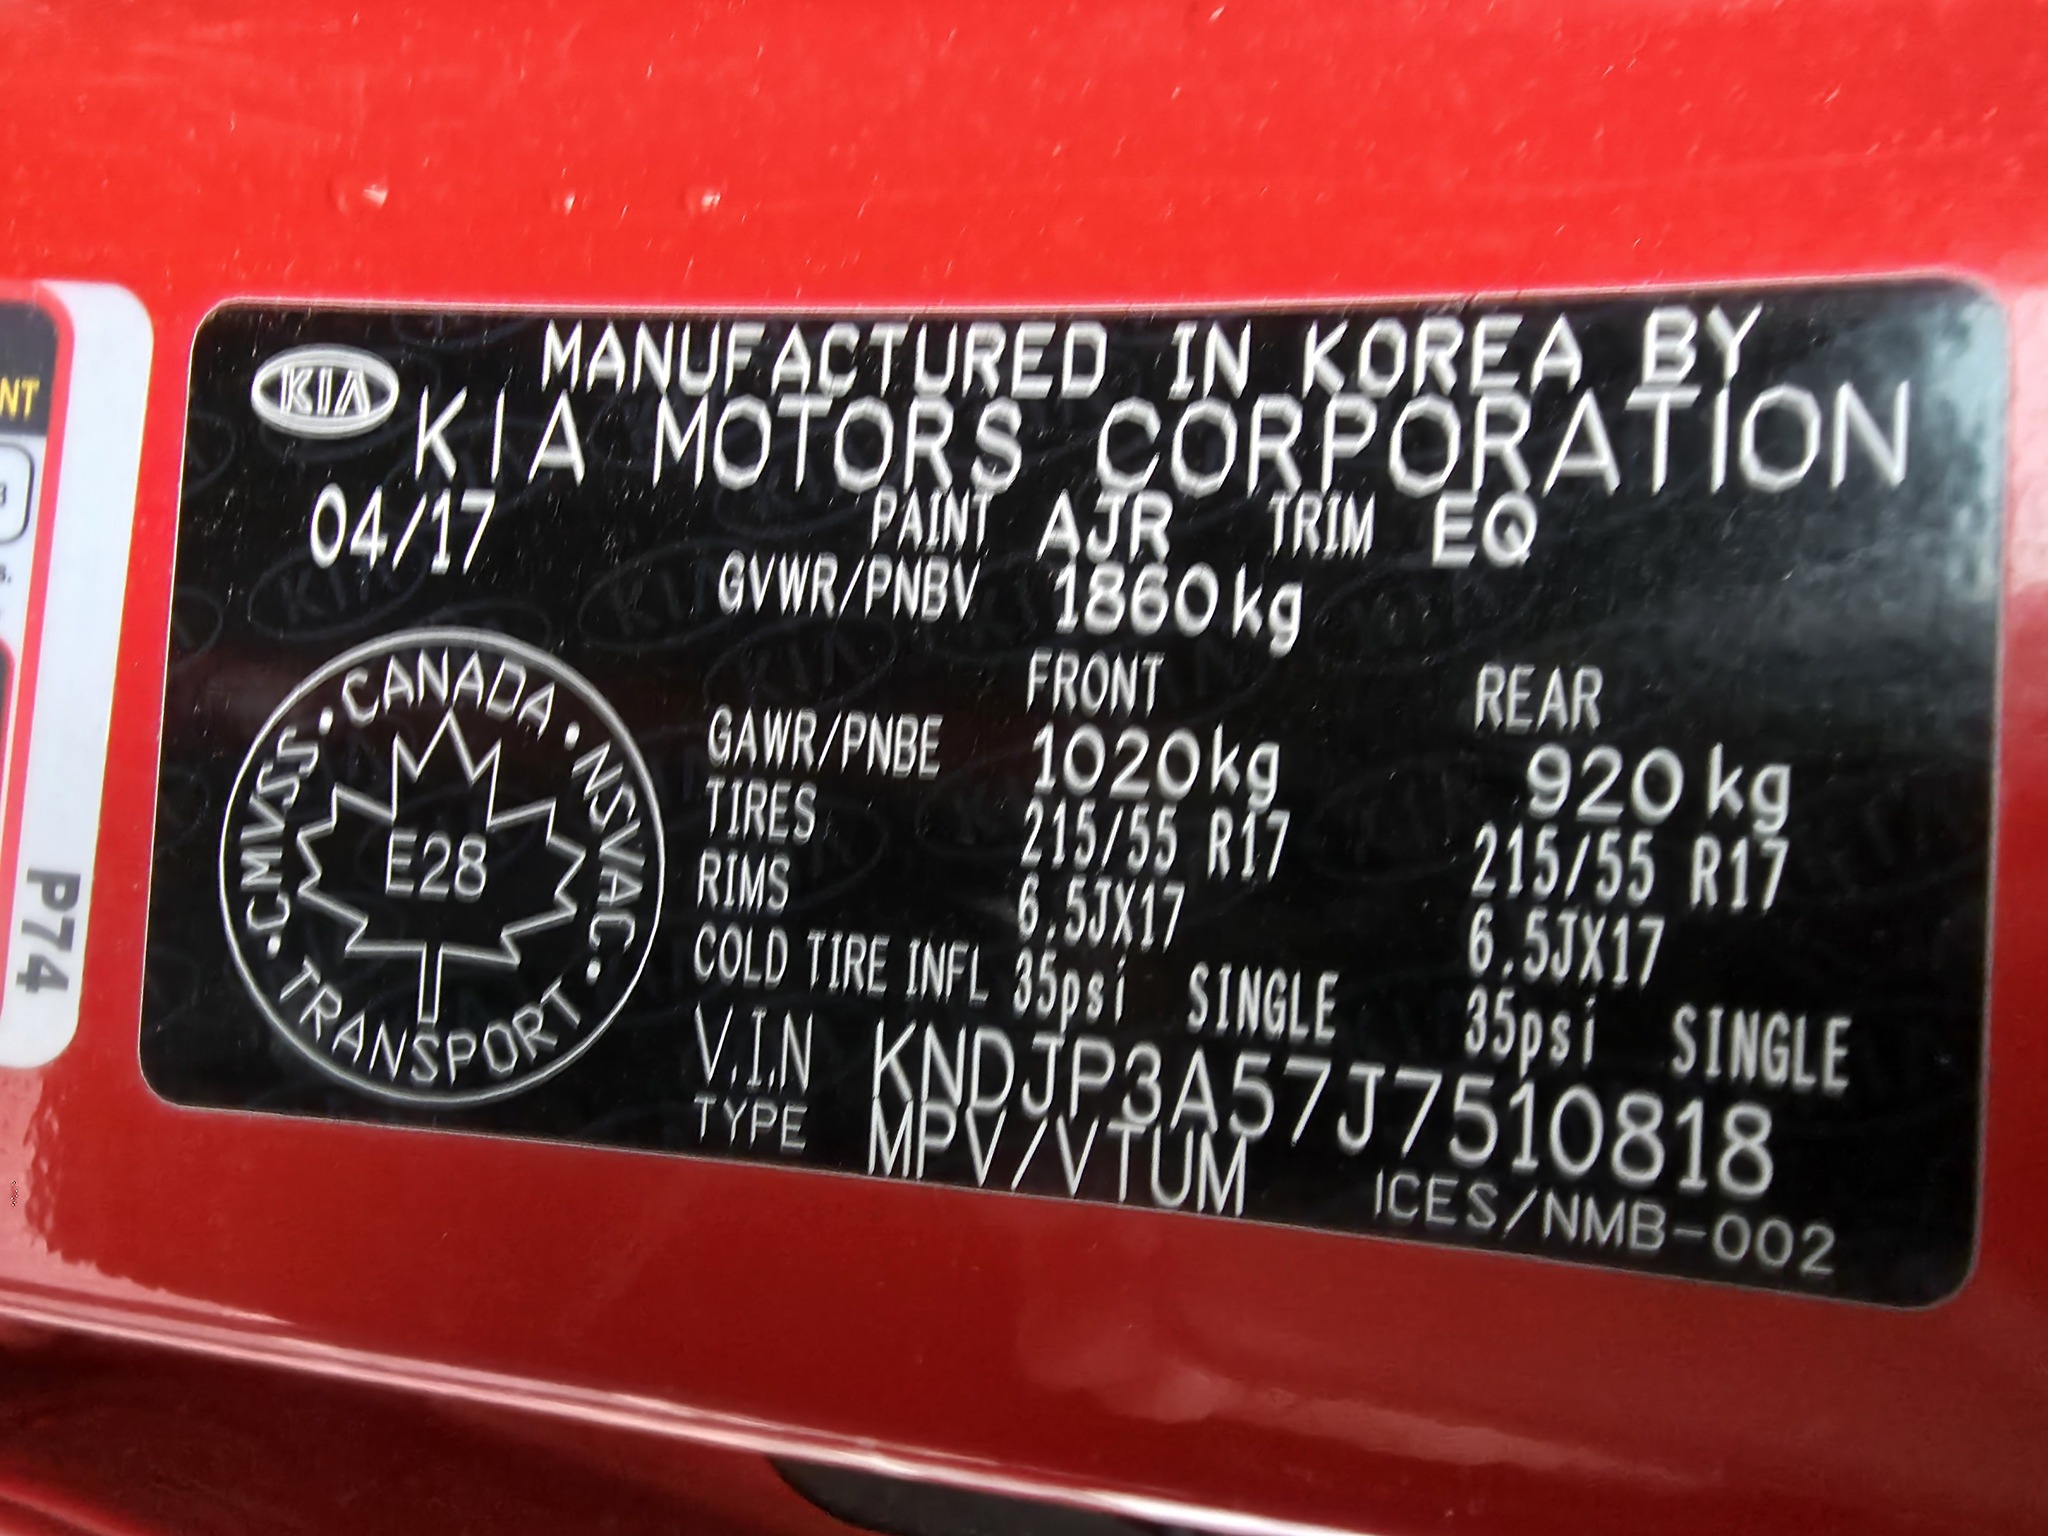 MANUFACTURED IN KOREA BY
KIA KIA MOTORS CORPORATION
04/17 PAINT AJR TRIM EQ
GVWR/PNBV 1860kg
FRONT REAR
GAWR/PNBE 1020kg 920kg
TIRES 215/55 R17 215/55 R17
RIMS 6.5JX17 6.5JX17
COLD TIRE INFL 35psi SINGLE 35psi SINGLE
V.I.N KNDJP3A57J7510818
TYPE MPV/VTUM ICES/NMB-002
CANADA · NSVAC · TRANSPORT · CMVSS ·
E28
NT
P74